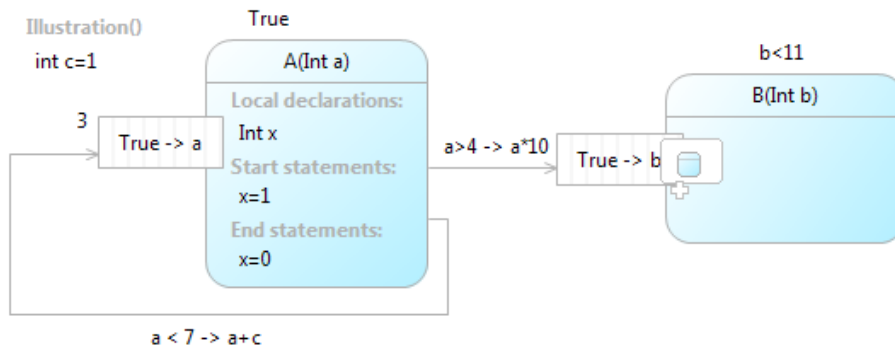 Illustration()
int c=1
True
A(Int a)
Local declarations:
Int x
Start statements:
x=1
End statements:
x=0
3
True -> a
a < 7 -> a+c
a>4 -> a*10
True -> b
b<11
B(Int b)